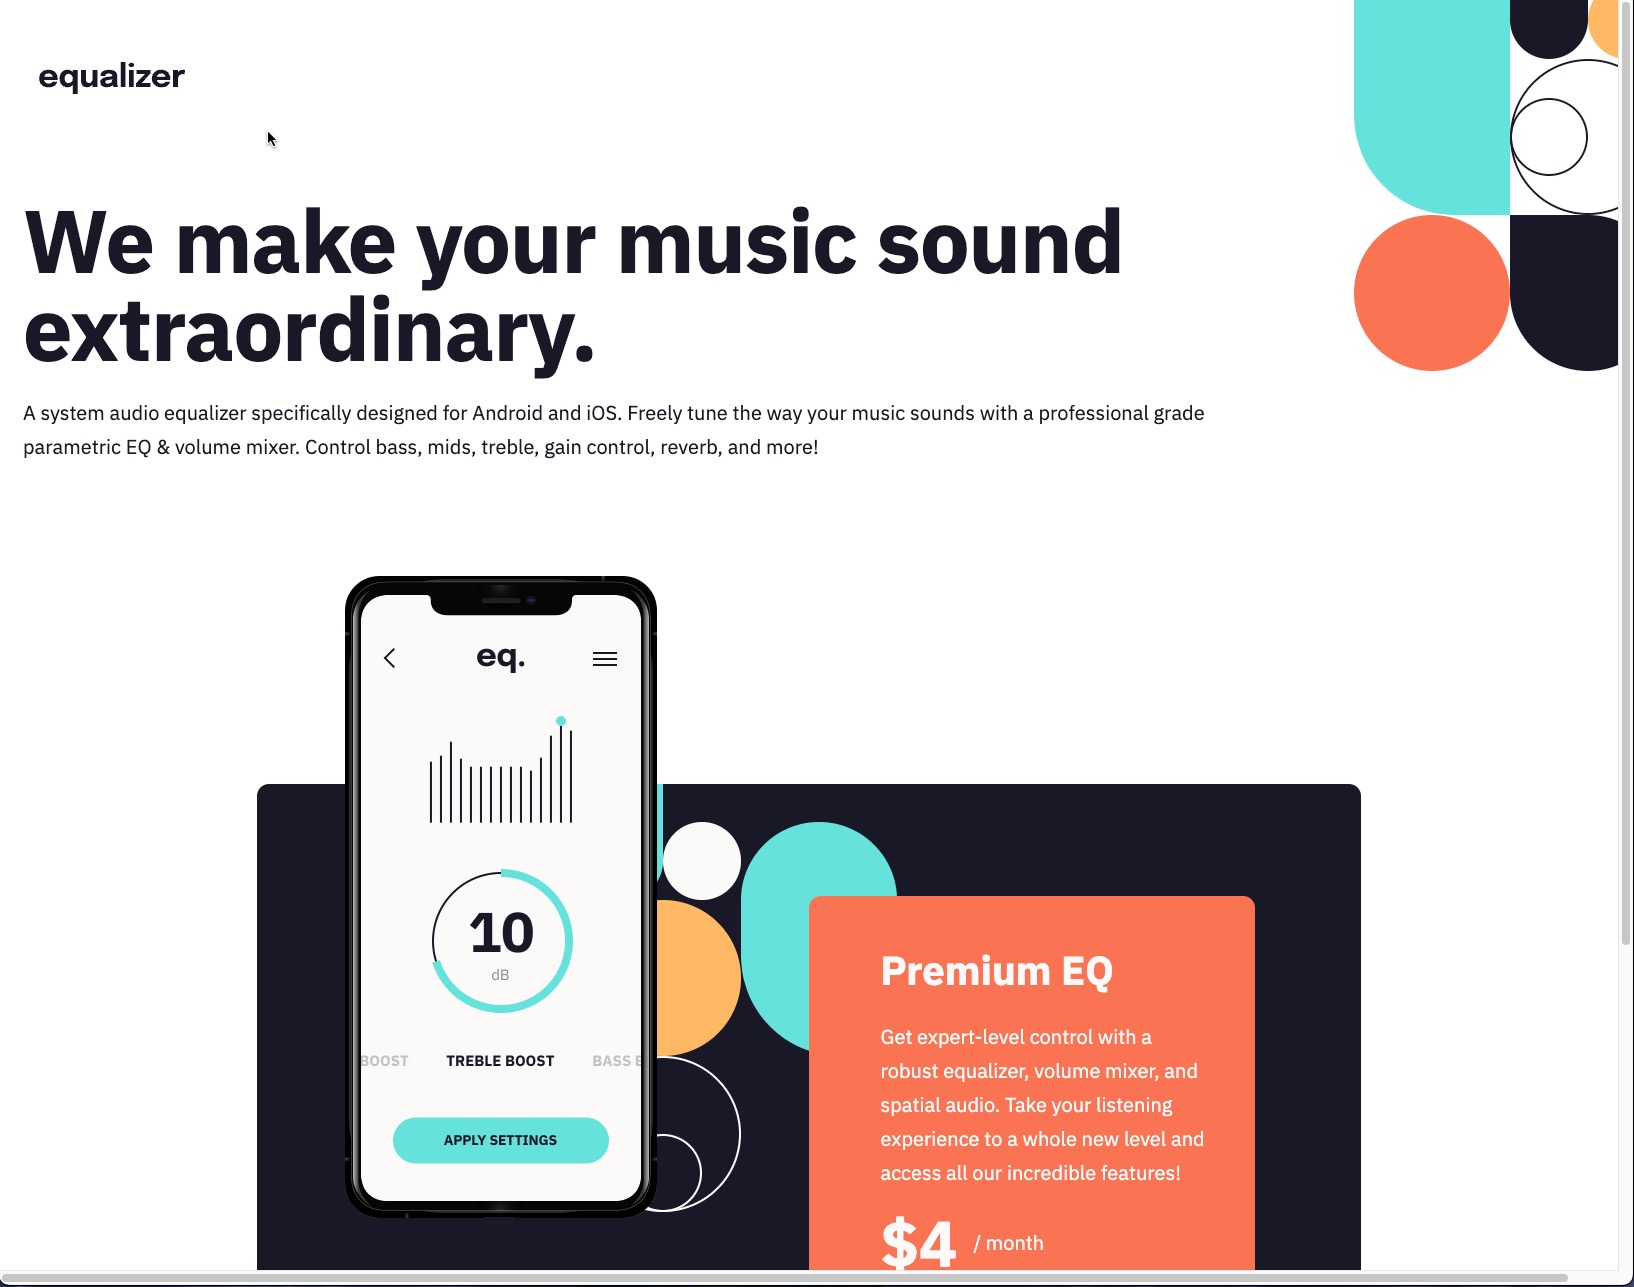 equalizer
We make your music sound
extraordinary.
A system audio equalizer specifically designed for Android and iOS. Freely tune the way your music sounds with a professional grade
parametric EQ & volume mixer. Control bass, mids, treble, gain control, reverb, and more!
eq.
10
dB
BOOST TREBLE BOOST BASS B
APPLY SETTINGS
Premium EQ
Get expert-level control with a
robust equalizer, volume mixer, and
spatial audio. Take your listening
experience to a whole new level and
access all our incredible features!
$4 / month